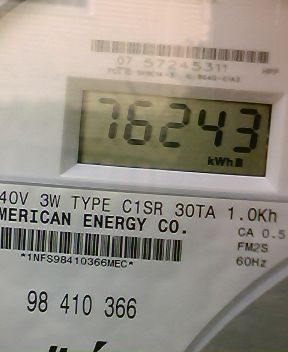 07 57245311
HPP
76243
kWh
40V 3W TYPE C1SR 30TA 1.0Kh
MERICAN ENERGY CO.
CA 0.5
FM2S
*1NFS98410366MEC*
60Hz
98 410 366